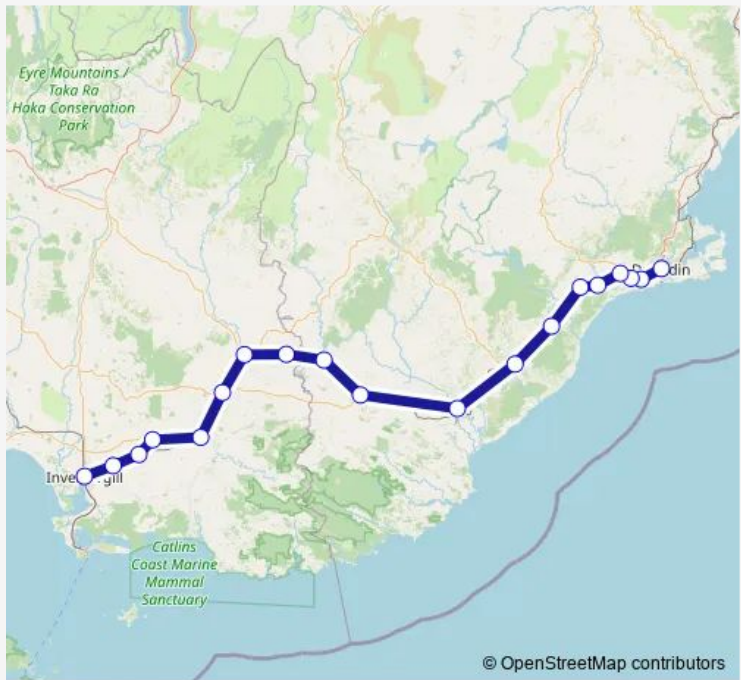 Eyre Mountains /
Taka Ra
Haka Conservation
Park
Catlins
Coast Marine
Mammal
Sanctuary
© OpenStreetMap contributors